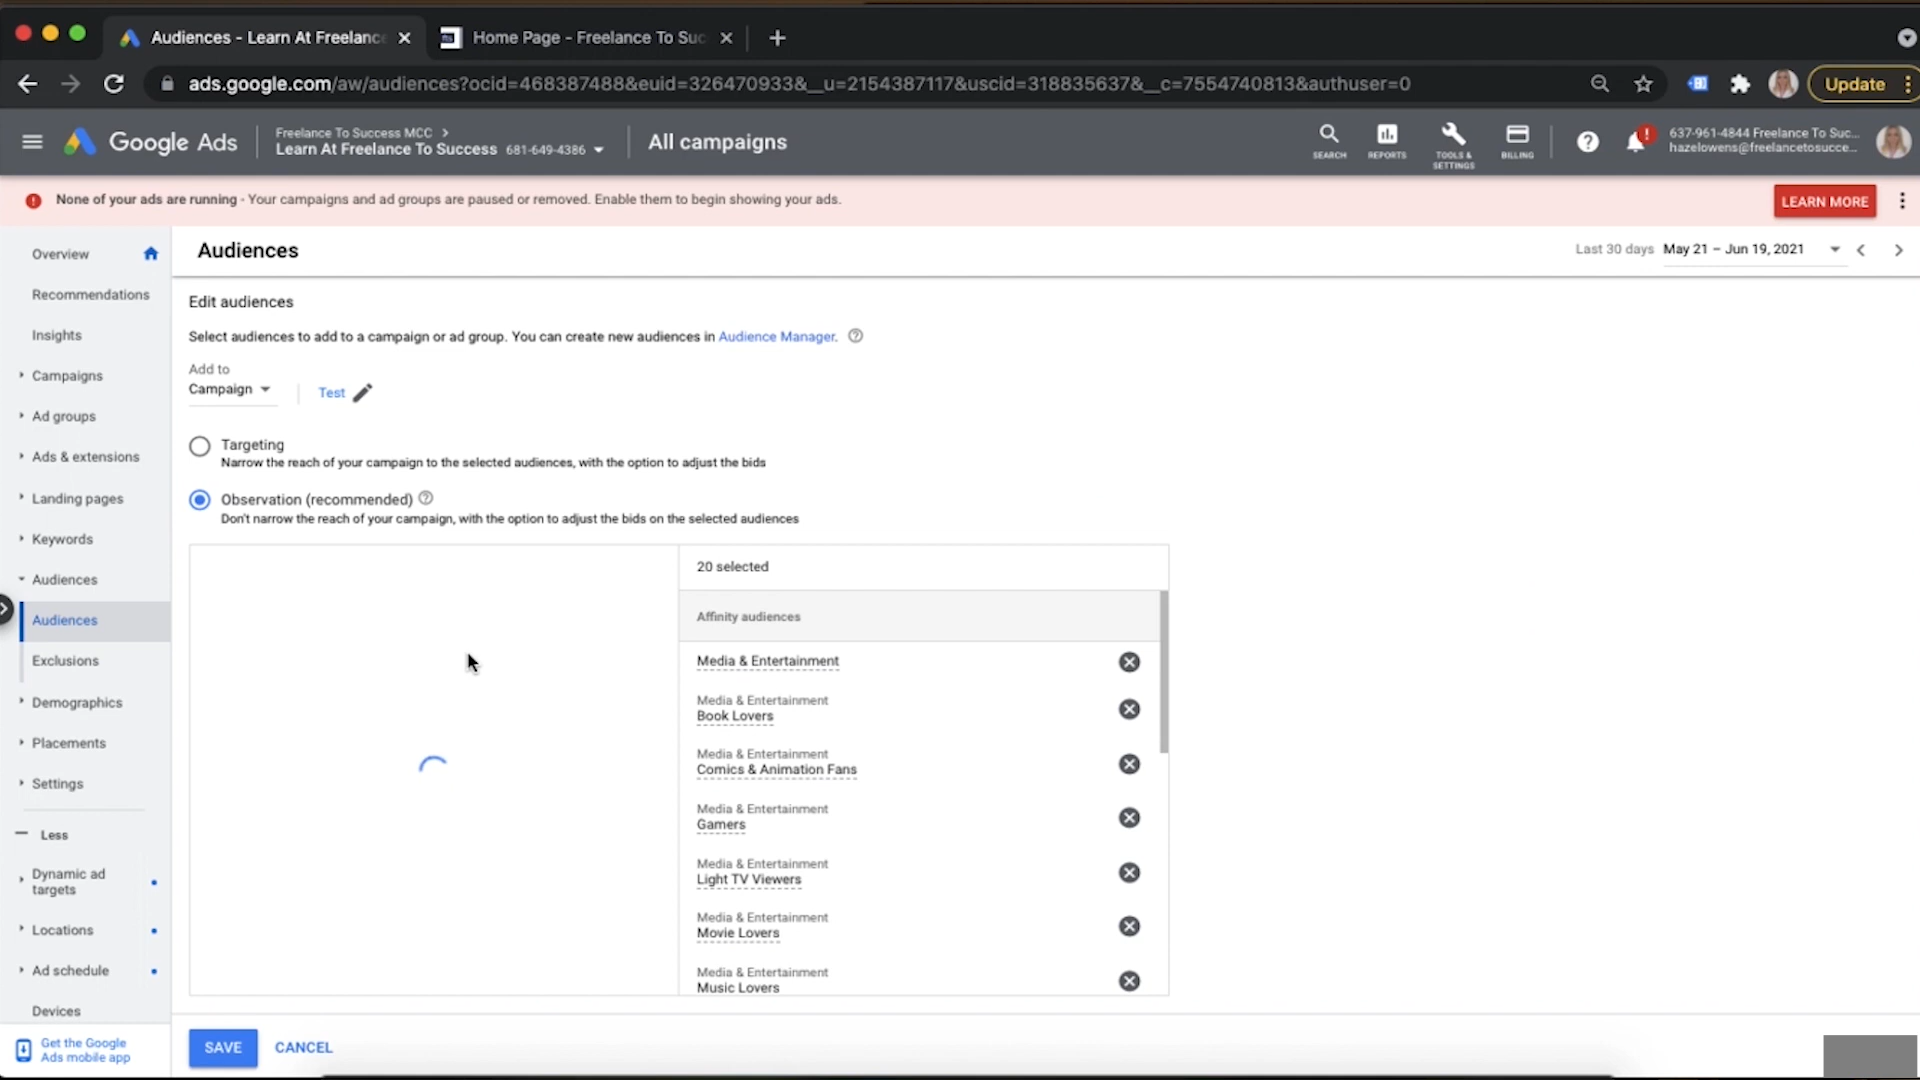 Audiences - Learn At Freelance
Home Page - Freelance To Suc
ads.google.com/aw/audiences?ocid=468387488&euid=326470933&__u=2154387117&uscid=318835637&__c=7554740813&authuser=0
Update
Google Ads
Freelance To Success MCC
Learn At Freelance To Success 681-649-4386
All campaigns
SEARCH
REPORTS
TOOLS & SETTINGS
BILLING
637-961-4844 Freelance To Suc...
hazelowens@freelancetosucce...
None of your ads are running - Your campaigns and ad groups are paused or removed. Enable them to begin showing your ads.
LEARN MORE
Overview
Recommendations
Insights
Campaigns
Ad groups
Ads & extensions
Landing pages
Keywords
Audiences
Audiences
Exclusions
Demographics
Placements
Settings
Less
Dynamic ad
targets
Locations
Ad schedule
Devices
Get the Google
Ads mobile app
Audiences
Last 30 days May 21 – Jun 19, 2021
Edit audiences
Select audiences to add to a campaign or ad group. You can create new audiences in Audience Manager.
Add to
Campaign
Test
Targeting
Narrow the reach of your campaign to the selected audiences, with the option to adjust the bids
Observation (recommended)
Don't narrow the reach of your campaign, with the option to adjust the bids on the selected audiences
20 selected
Affinity audiences
Media & Entertainment
Media & Entertainment
Book Lovers
Media & Entertainment
Comics & Animation Fans
Media & Entertainment
Gamers
Media & Entertainment
Light TV Viewers
Media & Entertainment
Movie Lovers
Media & Entertainment
Music Lovers
SAVE
CANCEL